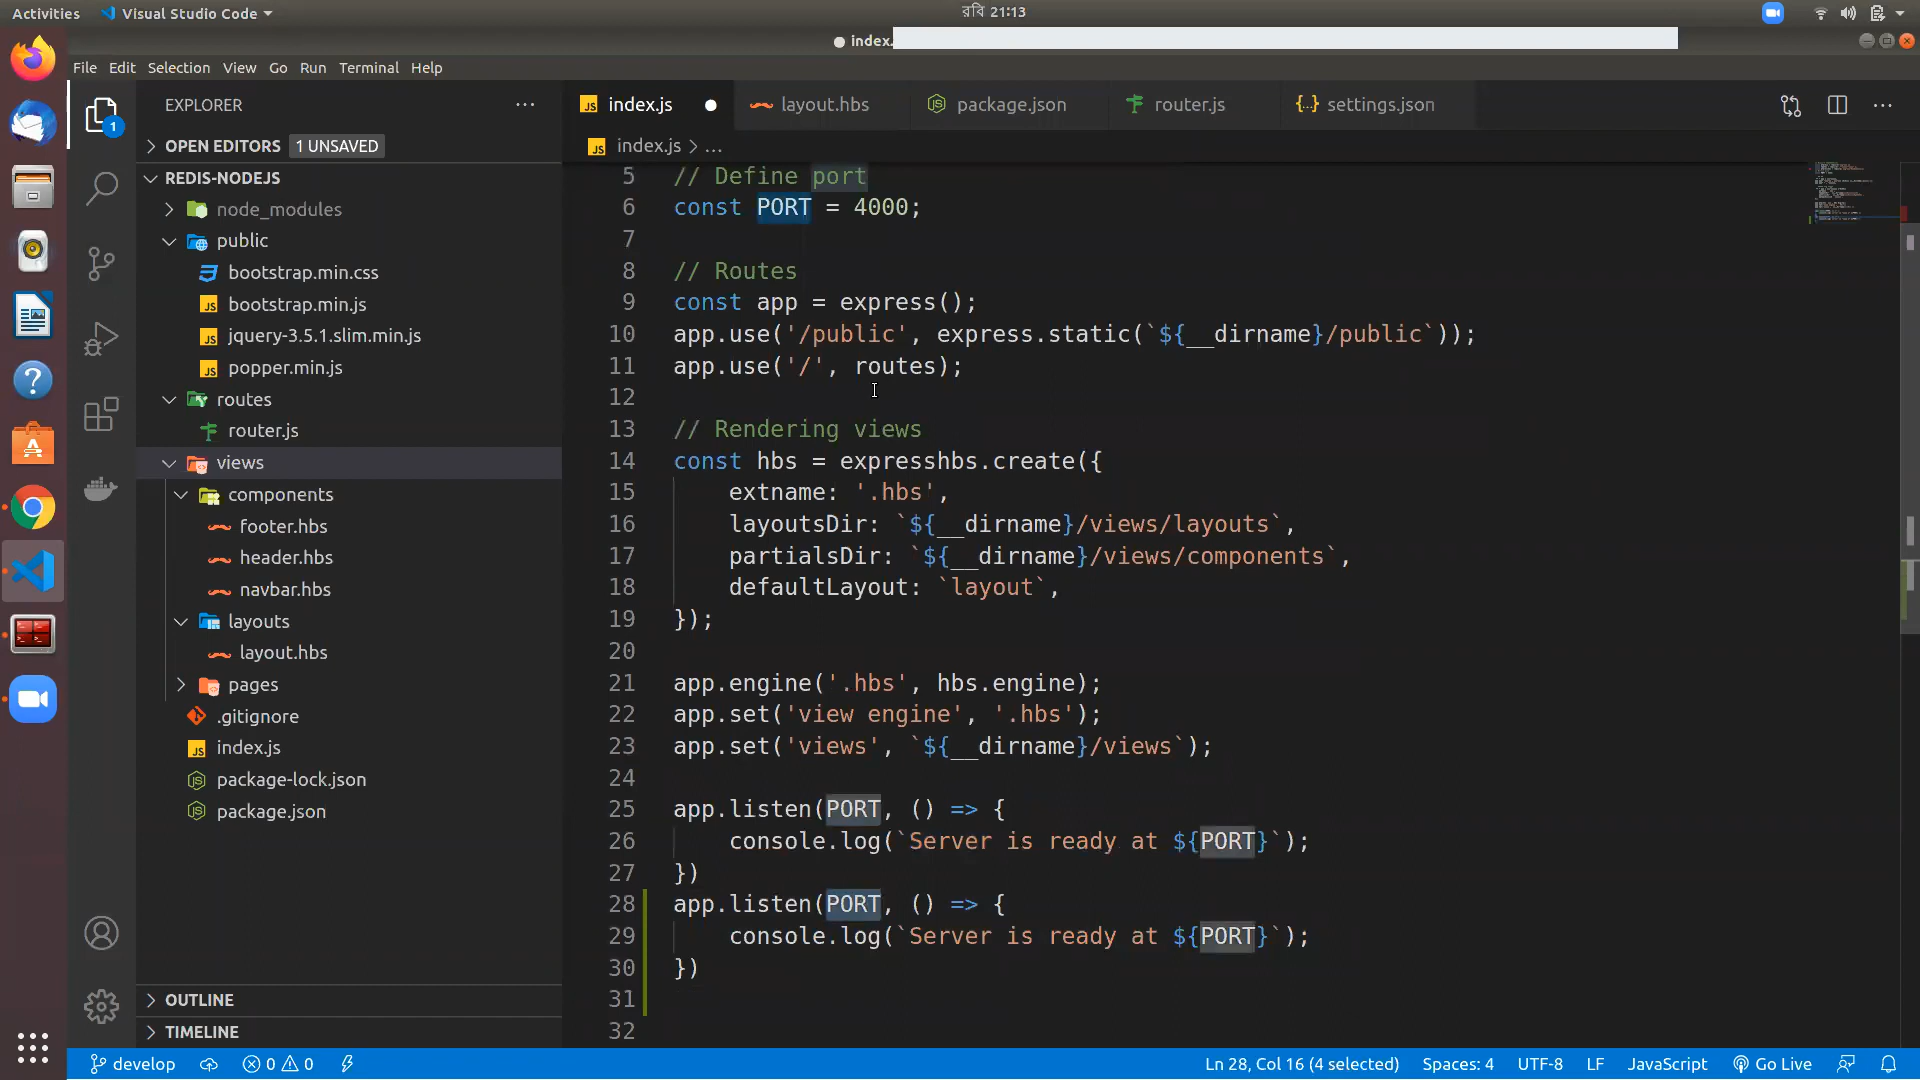 Activities Visual Studio Code রবি 21:13
index.
File Edit Selection View Go Run Terminal Help
EXPLORER ...
index.js layout.hbs package.json router.js settings.json
1
OPEN EDITORS 1 UNSAVED
index.js > ...
REDIS-NODEJS
node_modules
public
bootstrap.min.css
bootstrap.min.js
jquery-3.5.1.slim.min.js
popper.min.js
routes
router.js
views
components
footer.hbs
header.hbs
navbar.hbs
layouts
layout.hbs
pages
.gitignore
index.js
package-lock.json
package.json
OUTLINE
TIMELINE
5 // Define port
6 const PORT = 4000;
7
8 // Routes
9 const app = express();
10 app.use('/public', express.static(`${__dirname}/public`));
11 app.use('/', routes);
12
13 // Rendering views
14 const hbs = expresshbs.create({
15 extname: '.hbs',
16 layoutsDir: `${__dirname}/views/layouts`,
17 partialsDir: `${__dirname}/views/components`,
18 defaultLayout: `layout`,
19 });
20
21 app.engine('.hbs', hbs.engine);
22 app.set('view engine', '.hbs');
23 app.set('views', `${__dirname}/views`);
24
25 app.listen(PORT, () => {
26 console.log(`Server is ready at ${PORT}`);
27 })
28 app.listen(PORT, () => {
29 console.log(`Server is ready at ${PORT}`);
30 })
31
32
develop 0 0 Ln 28, Col 16 (4 selected) Spaces: 4 UTF-8 LF JavaScript Go Live